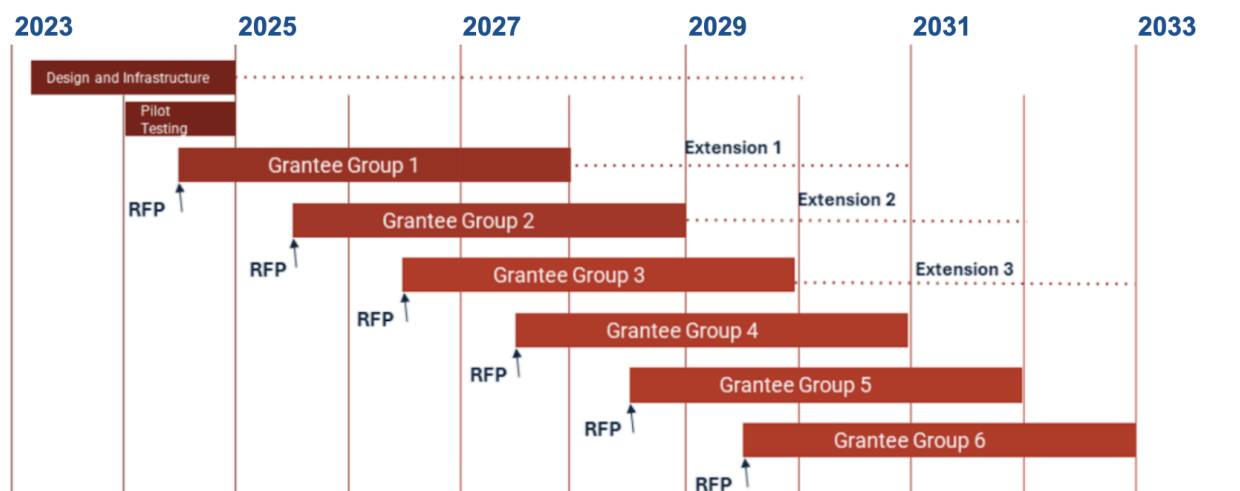 2023 2025 2027 2029 2031 2033
Design and Infrastructure
Pilot
Testing
Extension 1
Grantee Group 1
RFP
Extension 2
Grantee Group 2
RFP
Extension 3
Grantee Group 3
RFP
Grantee Group 4
RFP
Grantee Group 5
RFP
Grantee Group 6
RFP